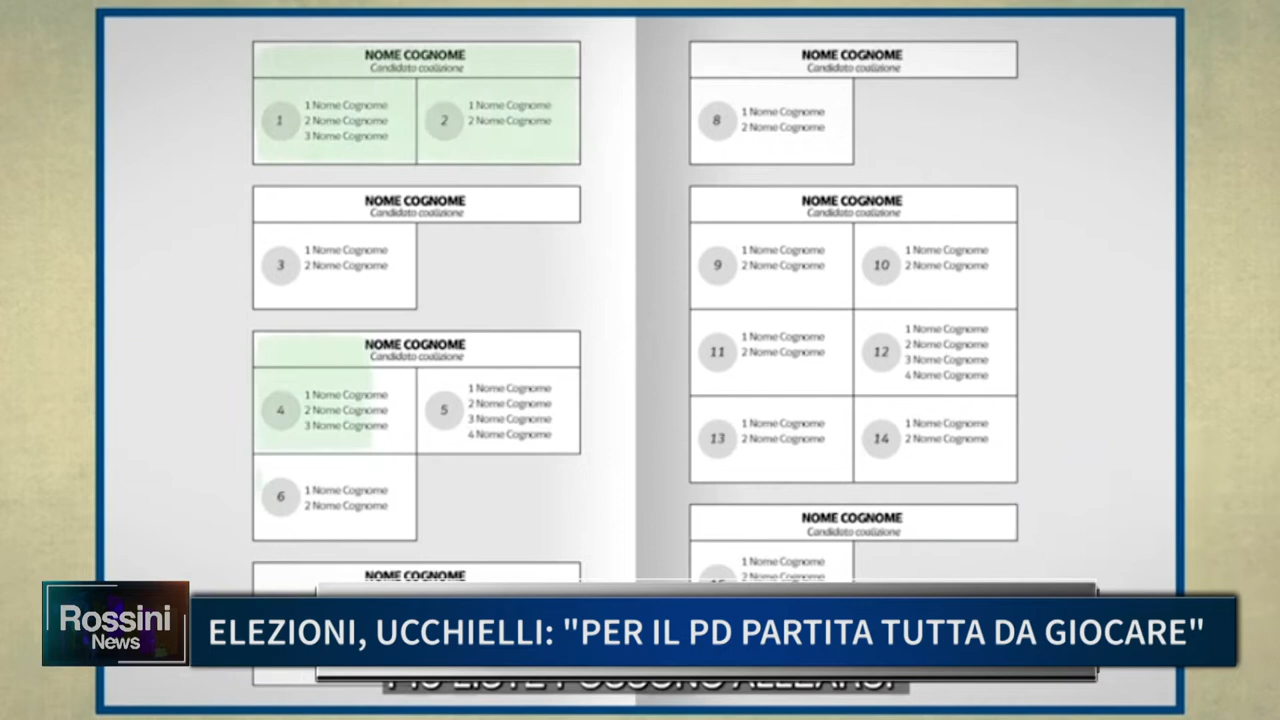 NOME COGNOME
Candidato coalizione
1
1 Nome Cognome
2 Nome Cognome
3 Nome Cognome
2
1 Nome Cognome
2 Nome Cognome
NOME COGNOME
Candidato coalizione
3
1 Nome Cognome
2 Nome Cognome
NOME COGNOME
Candidato coalizione
4
1 Nome Cognome
2 Nome Cognome
3 Nome Cognome
5
1 Nome Cognome
2 Nome Cognome
3 Nome Cognome
4 Nome Cognome
6
1 Nome Cognome
2 Nome Cognome
NOME COGNOME
NOME COGNOME
Candidato coalizione
8
1 Nome Cognome
2 Nome Cognome
NOME COGNOME
Candidato coalizione
9
1 Nome Cognome
2 Nome Cognome
10
1 Nome Cognome
2 Nome Cognome
11
1 Nome Cognome
2 Nome Cognome
12
1 Nome Cognome
2 Nome Cognome
3 Nome Cognome
4 Nome Cognome
13
1 Nome Cognome
2 Nome Cognome
14
1 Nome Cognome
2 Nome Cognome
NOME COGNOME
Candidato coalizione
1 Nome Cognome
2 Nome Cognome
Rossini
News
ELEZIONI, UCCHIELLI: "PER IL PD PARTITA TUTTA DA GIOCARE"